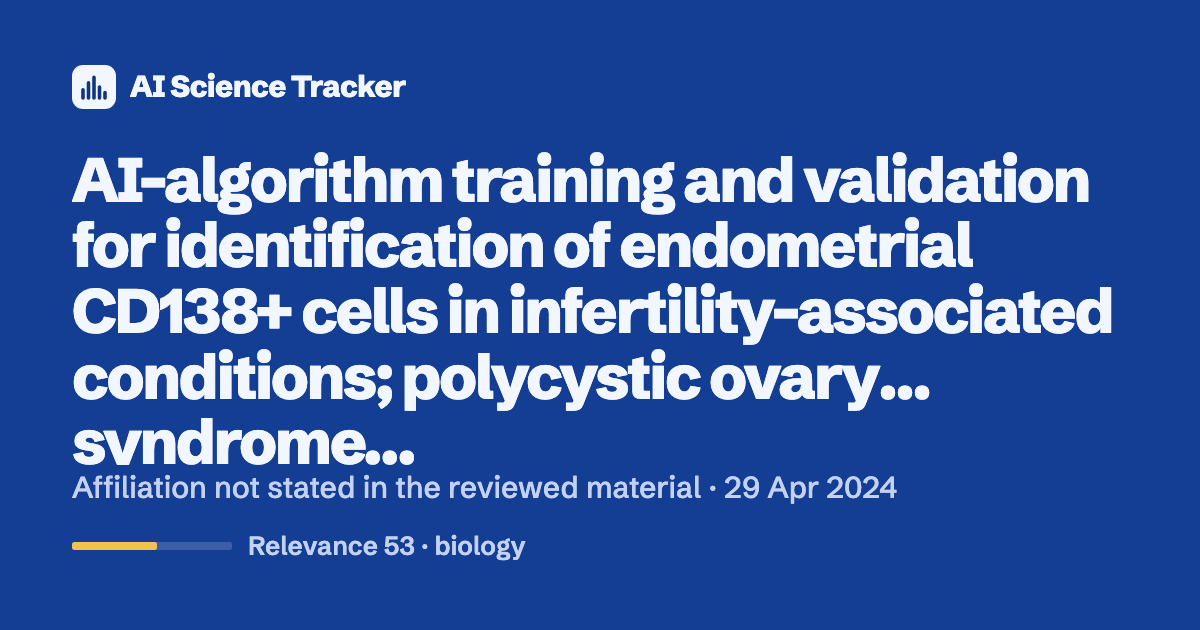 AI Science Tracker
AI-algorithm training and validation
for identification of endometrial
CD138+ cells in infertility-associated
conditions; polycystic ovary...
syndrome...
Affiliation not stated in the reviewed material · 29 Apr 2024
Relevance 53 · biology